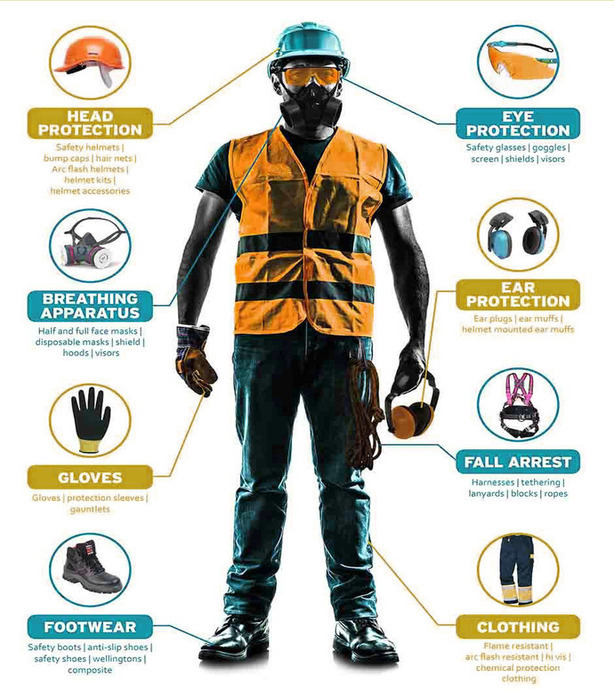 HEAD
PROTECTION
Safety helmets |
bump caps | hair nets |
Arc flash helmets |
helmet kits |
helmet accessories
EYE
PROTECTION
Safety glasses | goggles |
screen | shields | visors
BREATHING
APPARATUS
Half and full face masks |
disposable masks | shield |
hoods | visors
EAR
PROTECTION
Ear plugs | ear muffs |
helmet mounted ear muffs
GLOVES
Gloves | protection sleeves |
gauntlets
FALL ARREST
Harnesses | tethering |
lanyards | blocks | ropes
FOOTWEAR
Safety boots | anti-slip shoes |
safety shoes | wellingtons |
composite
CLOTHING
Flame resistant |
arc flash resistant | hi vis |
chemical protection
clothing